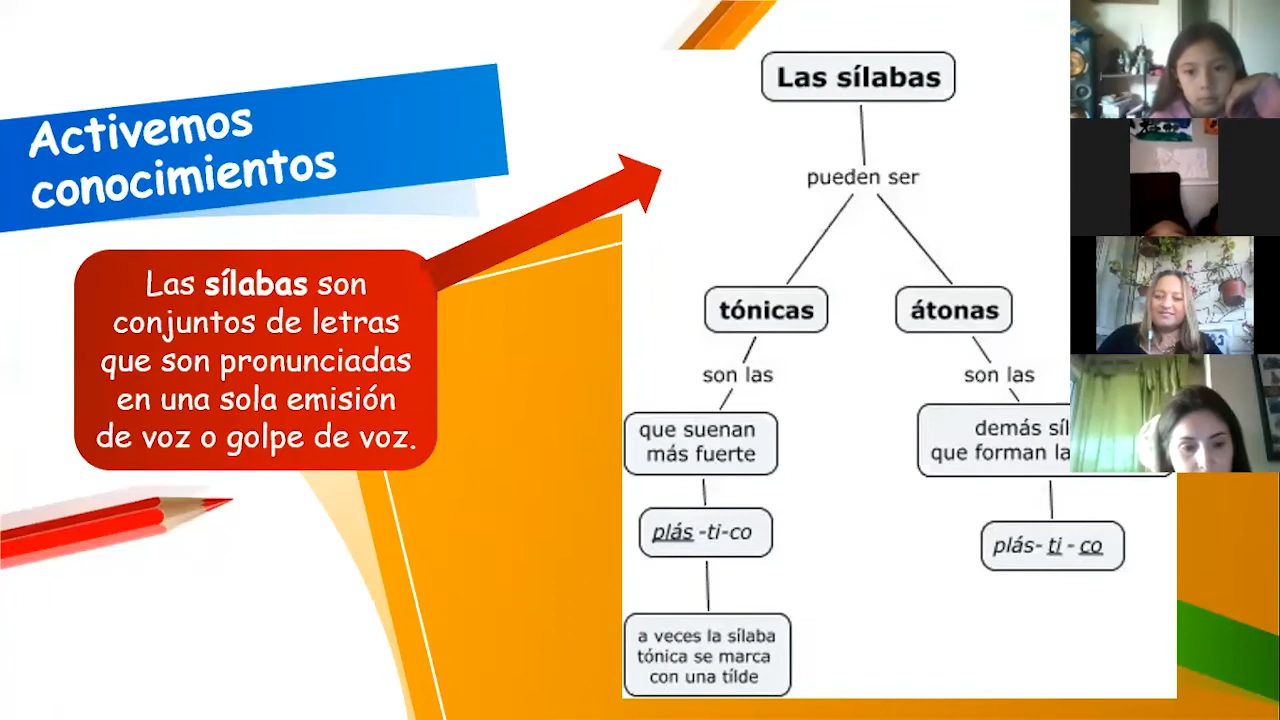 Activemos
conocimientos
Las sílabas son
conjuntos de letras
que son pronunciadas
en una sola emisión
de voz o golpe de voz.
Las sílabas
pueden ser
tónicas
átonas
son las
son las
que suenan
más fuerte
demás
que forman
plás -ti-co
plás- ti - co
a veces la sílaba
tónica se marca
con una tilde